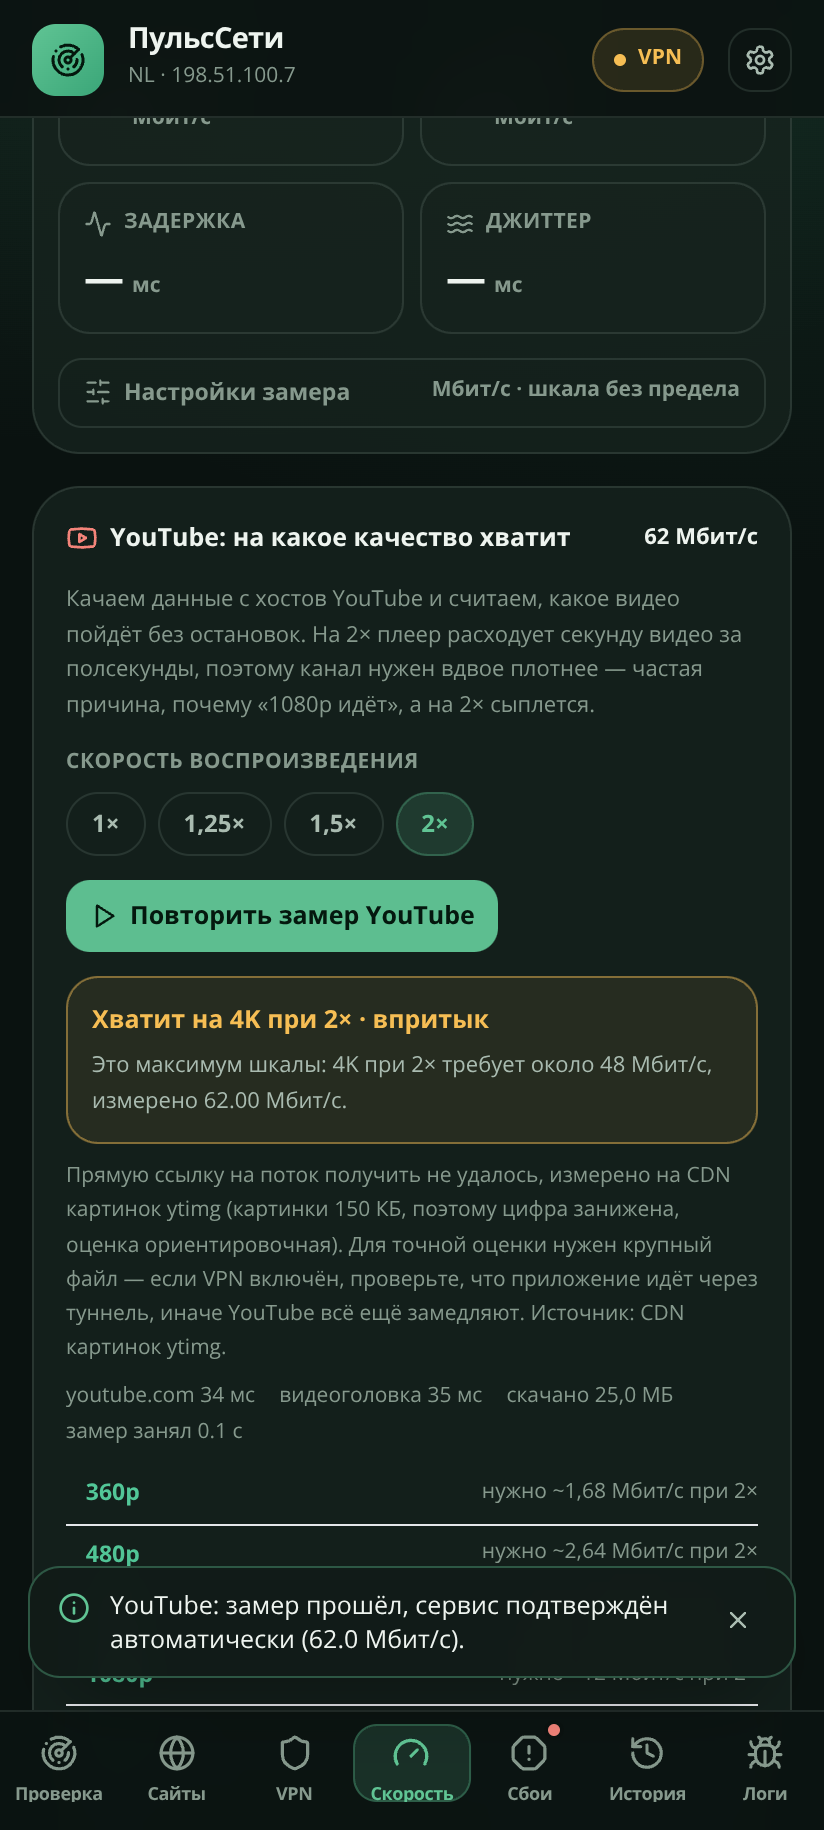 ПульсСети
NL · 198.51.100.7
VPN
Мбит/с
Мбит/с
ЗАДЕРЖКА
ДЖИТТЕР
— мс
— мс
Настройки замера
Мбит/с · шкала без предела
YouTube: на какое качество хватит
62 Мбит/с
Качаем данные с хостов YouTube и считаем, какое видео
пойдёт без остановок. На 2× плеер расходует секунду видео за
полсекунды, поэтому канал нужен вдвое плотнее — частая
причина, почему «1080p идёт», а на 2× сыплется.
СКОРОСТЬ ВОСПРОИЗВЕДЕНИЯ
1×
1,25×
1,5×
2×
Повторить замер YouTube
Хватит на 4K при 2× · впритык
Это максимум шкалы: 4K при 2× требует около 48 Мбит/с,
измерено 62.00 Мбит/с.
Прямую ссылку на поток получить не удалось, измерено на CDN
картинок ytimg (картинки 150 КБ, поэтому цифра занижена,
оценка ориентировочная). Для точной оценки нужен крупный
файл — если VPN включён, проверьте, что приложение идёт через
туннель, иначе YouTube всё ещё замедляют. Источник: CDN
картинок ytimg.
youtube.com 34 мс видеоголовка 35 мс скачано 25,0 МБ
замер занял 0.1 с
360p
нужно ~1,68 Мбит/с при 2×
480p
нужно ~2,64 Мбит/с при 2×
YouTube: замер прошёл, сервис подтверждён
автоматически (62.0 Мбит/с).
1080p
Проверка
Сайты
VPN
Скорость
Сбои
История
Логи